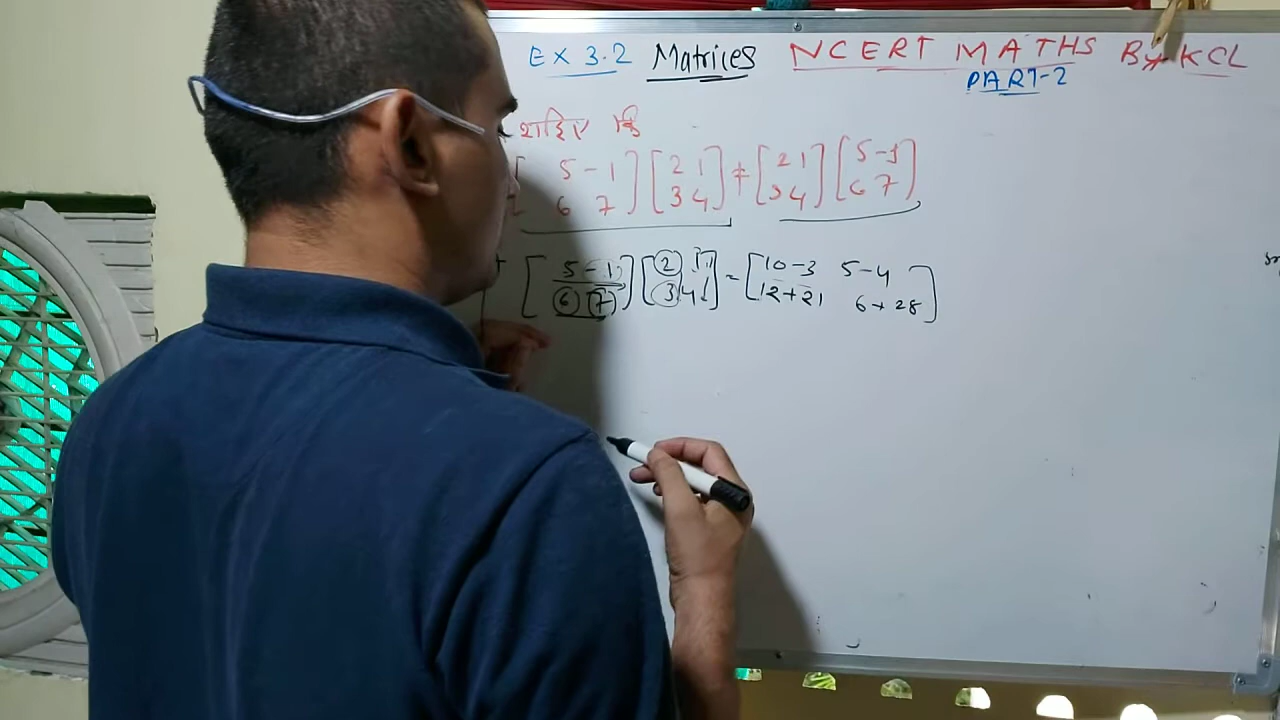 EX 3.2 Matrices NCERT MATHS By KCL
PART-2
दर्शाइए कि
[5 -1] [2 1] ≠ [2 1] [5 -1]
[6 7] [3 4] [3 4] [6 7]
[5 -1] [2 1] = [10-3 5-4]
[6 7] [3 4] [12+21 6+28]